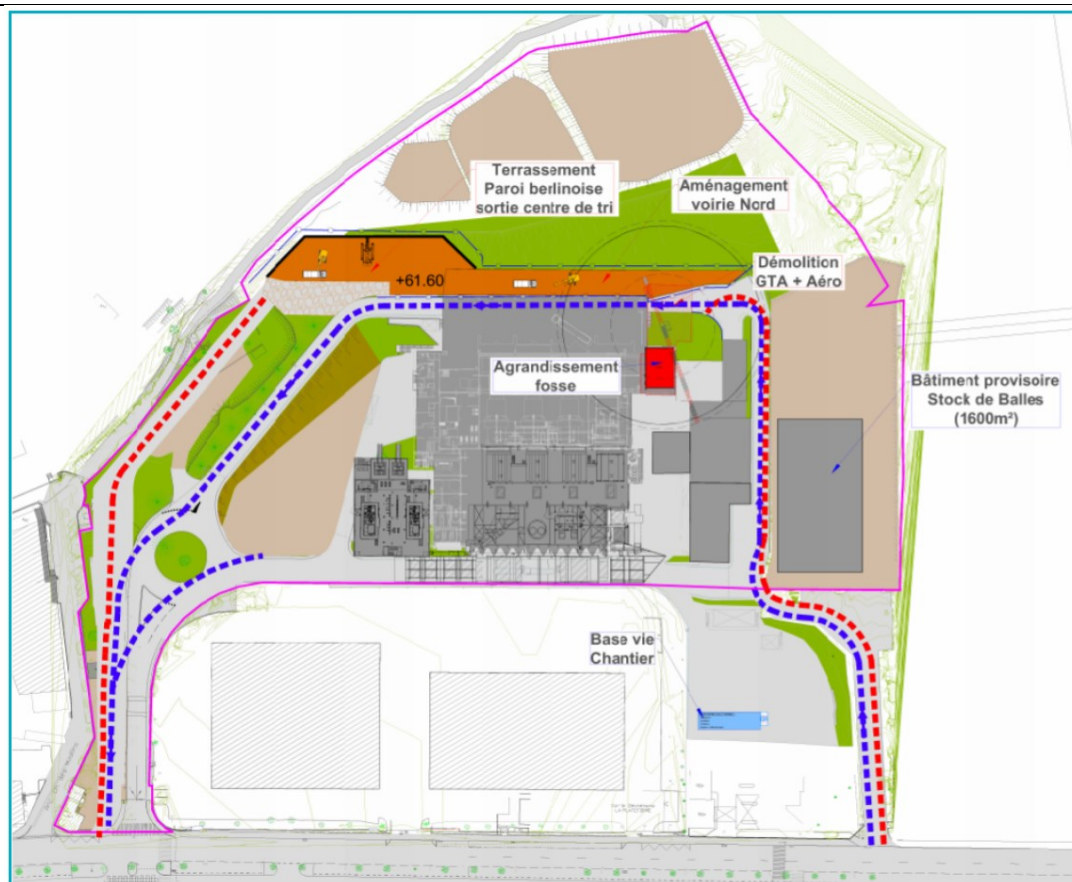 Terrassement
Paroi berlinoise
sortie centre de tri
Aménagement
voirie Nord
Démolition
GTA + Aéro
+61.60
Agrandissement
fosse
Bâtiment provisoire
Stock de Balles
(1600m²)
Base vie
Chantier